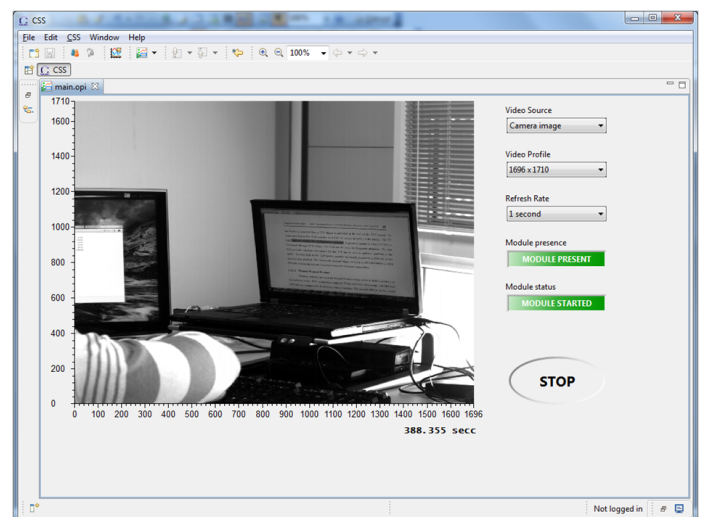 CSS
File Edit CSS Window Help
100%
CSS
main.opi
1710
1600
1400
1200
1000
800
600
400
200
0
0 100 200 300 400 500 600 700 800 900 1000 1100 1200 1300 1400 1500 1600 1696
388.355 secc
Video Source
Camera image
Video Profile
1696 x 1710
Refresh Rate
1 second
Module presence
MODULE PRESENT
Module status
MODULE STARTED
STOP
Not logged in